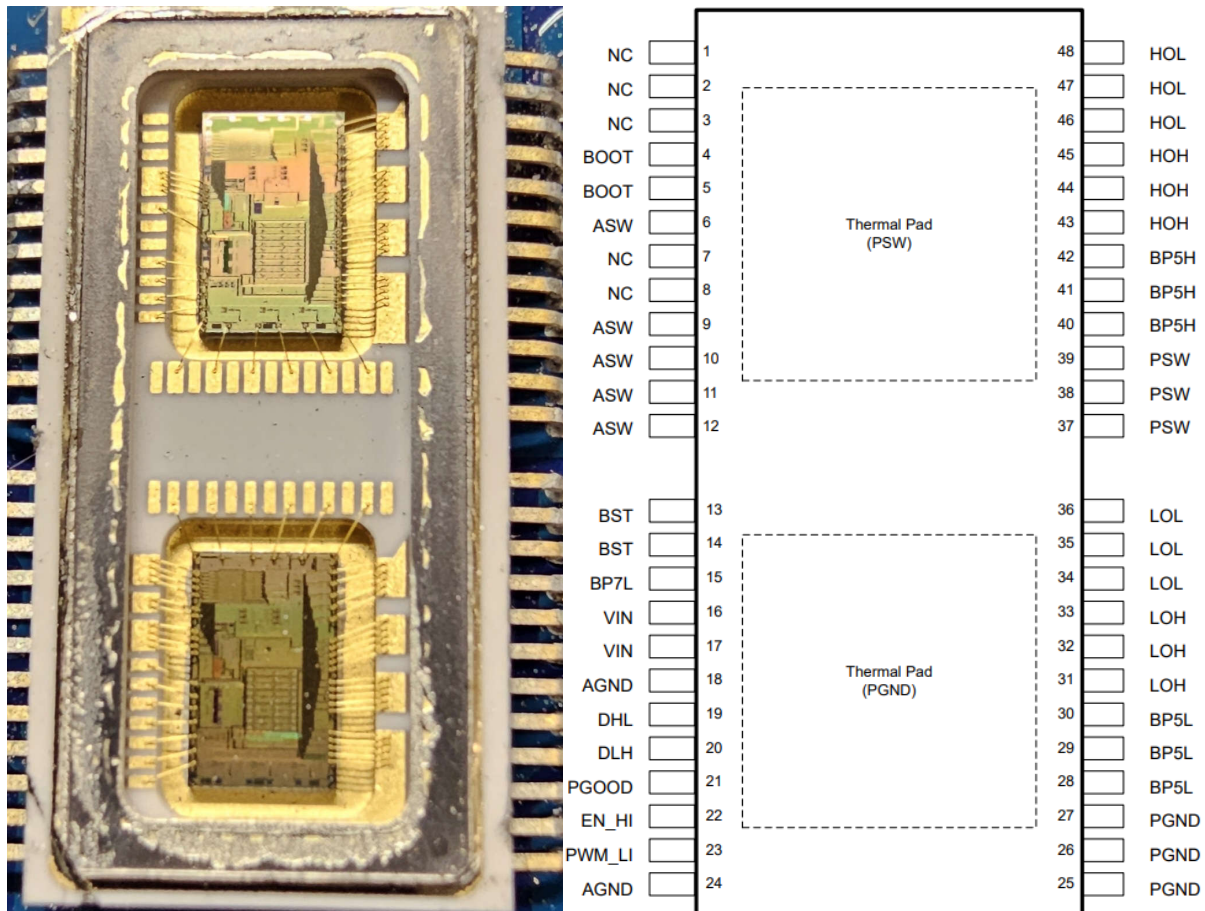 NC 1 48 HOL
NC 2 47 HOL
NC 3 46 HOL
BOOT 4 45 HOH
BOOT 5 44 HOH
ASW 6 43 HOH
Thermal Pad
(PSW)
NC 7 42 BP5H
NC 8 41 BP5H
ASW 9 40 BP5H
ASW 10 39 PSW
ASW 11 38 PSW
ASW 12 37 PSW
BST 13 36 LOL
BST 14 35 LOL
BP7L 15 34 LOL
VIN 16 33 LOH
VIN 17 32 LOH
AGND 18 31 LOH
Thermal Pad
(PGND)
DHL 19 30 BP5L
DLH 20 29 BP5L
PGOOD 21 28 BP5L
EN_HI 22 27 PGND
PWM_LI 23 26 PGND
AGND 24 25 PGND